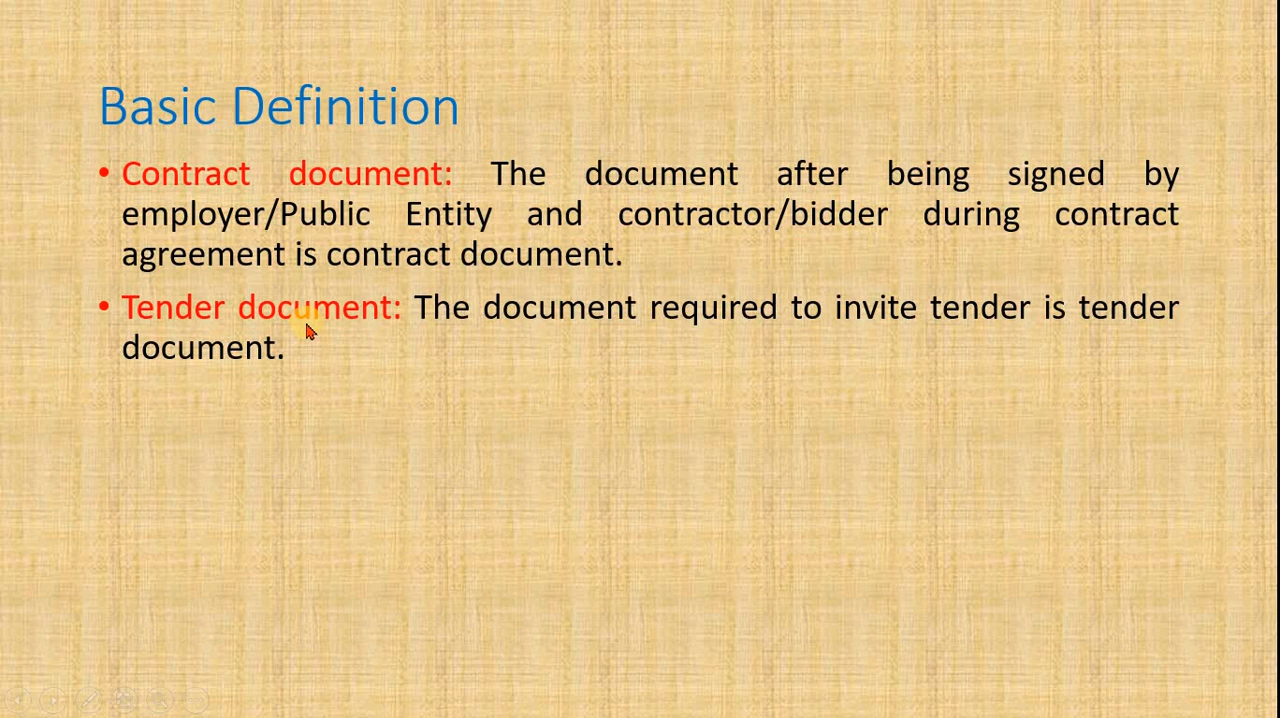 Basic Definition
• Contract document: The document after being signed by
employer/Public Entity and contractor/bidder during contract
agreement is contract document.
• Tender document: The document required to invite tender is tender
document.